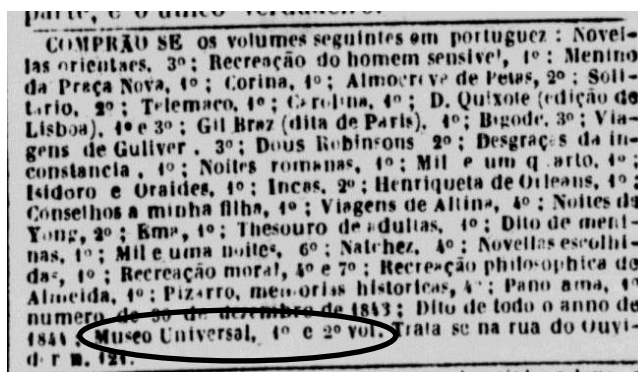 parte, é o unico verdadeiro.
COMPRÃO SE os volumes seguintes em portuguez : Novel-
las orientaes, 3º ; Recreação do homem sensivel, 1º ; Menino
da Praça Nova, 1º ; Corina, 1º ; Almocreve de Petas, 2º ; Soli-
tario, 2º ; Telemaco, 1º ; Carolina, 1º ; D. Quixote (edição de
Lisboa), 1º e 3º ; Gil Braz (dita de Paris), 1º ; Bigode, 3º ; Via-
gens de Guliver, 3º ; Dous Robinsons 2º ; Desgraças da in-
constancia, 1º ; Noites romanas, 1º ; Mil e um q arto, 1º ;
Isidoro e Oraides, 1º ; Incas, 2º ; Henriqueta de Orleans, 1º ;
Conselhos a minha filha, 1º ; Viagens de Altina, 4º ; Noites de
Yong, 2º ; Ema, 1º ; Thesouro de adultas, 1º ; Dito de meni-
nas, 1º ; Mil e uma noites, 6º ; Natchez, 4º ; Novellas escolhi-
das, 1º ; Recreação moral, 4º e 7º ; Recreação philosophica de
Almeida, 1º ; Pizarro, memorias historicas, 4º ; Pano ama, 1º
numero de 30 de dezembro de 1843 ; Dito de todo o anno de
1844 ; Museo Universal, 1º e 2º vol. Trata se na rua do Ouvi-
d r n. 121.